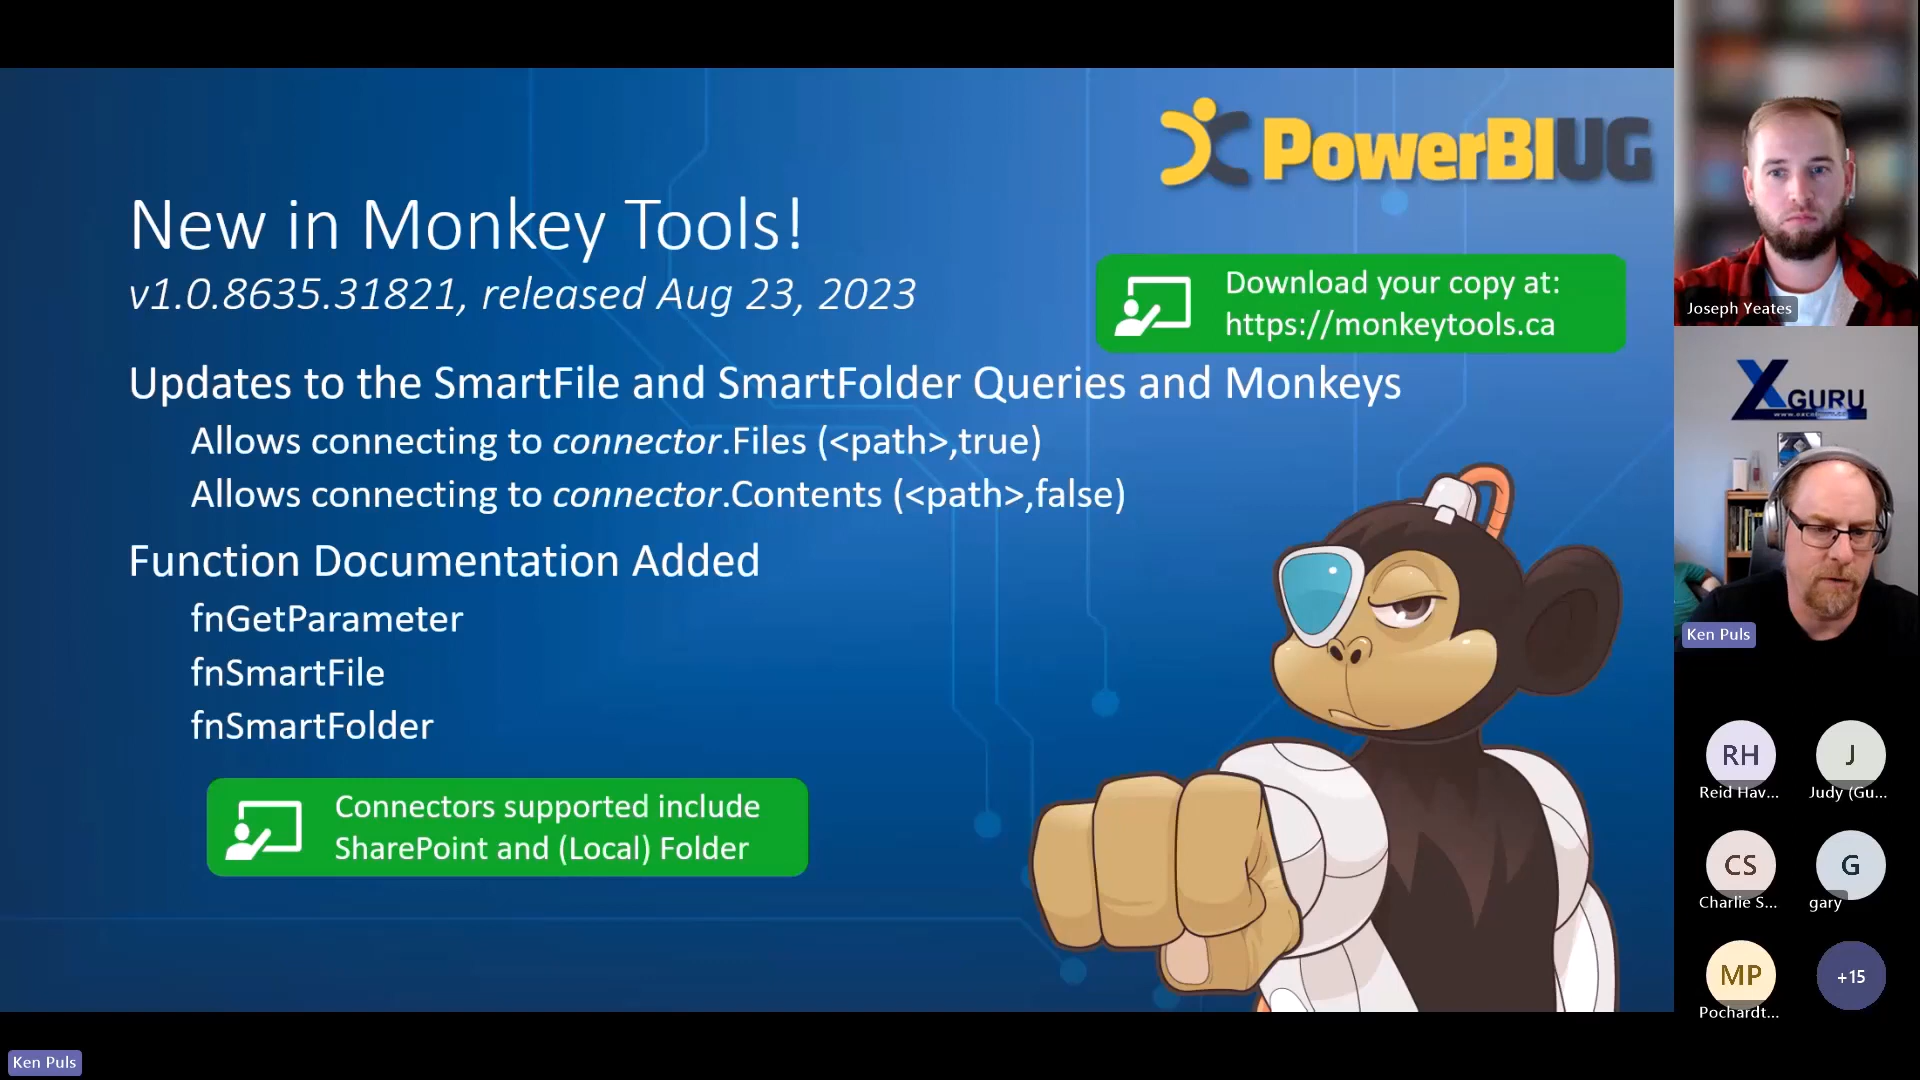 PowerBIUG
New in Monkey Tools!
v1.0.8635.31821, released Aug 23, 2023
Download your copy at:
https://monkeytools.ca
Updates to the SmartFile and SmartFolder Queries and Monkeys
Allows connecting to connector.Files (<path>,true)
Allows connecting to connector.Contents (<path>,false)
Function Documentation Added
fnGetParameter
fnSmartFile
fnSmartFolder
Connectors supported include
SharePoint and (Local) Folder
Joseph Yeates
XGURU
Ken Puls
RH
Reid Hav...
J
Judy (Gu...
CS
Charlie S...
G
gary
MP
Pochardt...
+15
Ken Puls